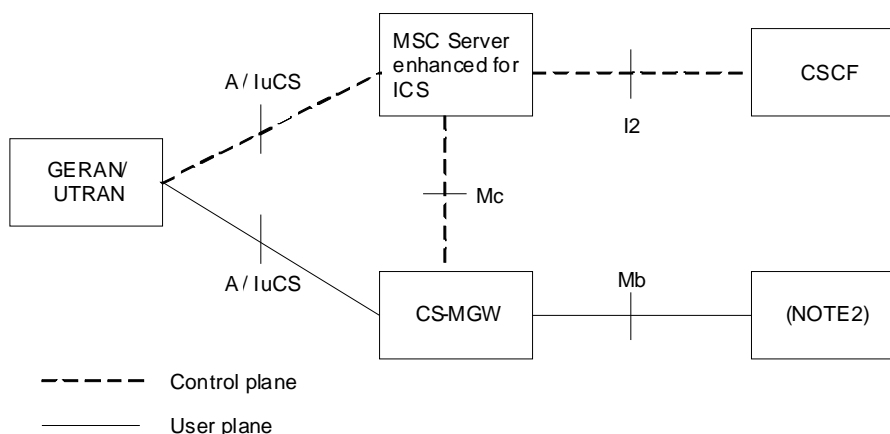 MSC Server
enhanced for
ICS
CSCF
A / IuCS
I2
GERAN/
UTRAN
Mc
A / IuCS
Mb
CS-MGW
(NOTE2)
Control plane
User plane